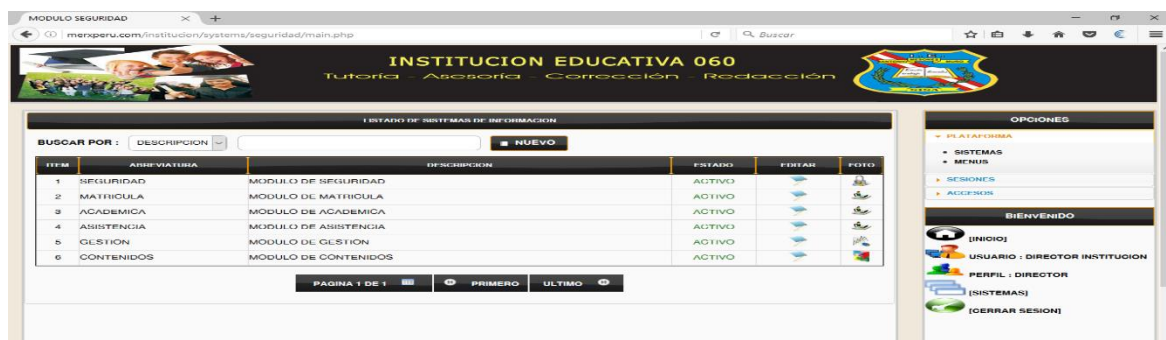 MODULO SEGURIDAD
merxperu.com/institucion/systems/seguridad/main.php
Buscar
INSTITUCION EDUCATIVA 060
Tutoría - Asesoría - Corrección - Redacción
LISTADO DE SISTEMAS DE INFORMACION
BUSCAR POR : DESCRIPCION NUEVO
ITEM ABREVIATURA DESCRIPCION ESTADO EDITAR FOTO
1 SEGURIDAD MODULO DE SEGURIDAD ACTIVO
2 MATRICULA MODULO DE MATRICULA ACTIVO
3 ACADEMICA MODULO DE ACADEMICA ACTIVO
4 ASISTENCIA MODULO DE ASISTENCIA ACTIVO
5 GESTION MODULO DE GESTION ACTIVO
6 CONTENIDOS MODULO DE CONTENIDOS ACTIVO
PAGINA 1 DE 1 PRIMERO ULTIMO
OPCIONES
PLATAFORMA
SISTEMAS
MENUS
SESIONES
ACCESOS
BIENVENIDO
[INICIO]
USUARIO : DIRECTOR INSTITUCION
PERFIL : DIRECTOR
[SISTEMAS]
[CERRAR SESION]